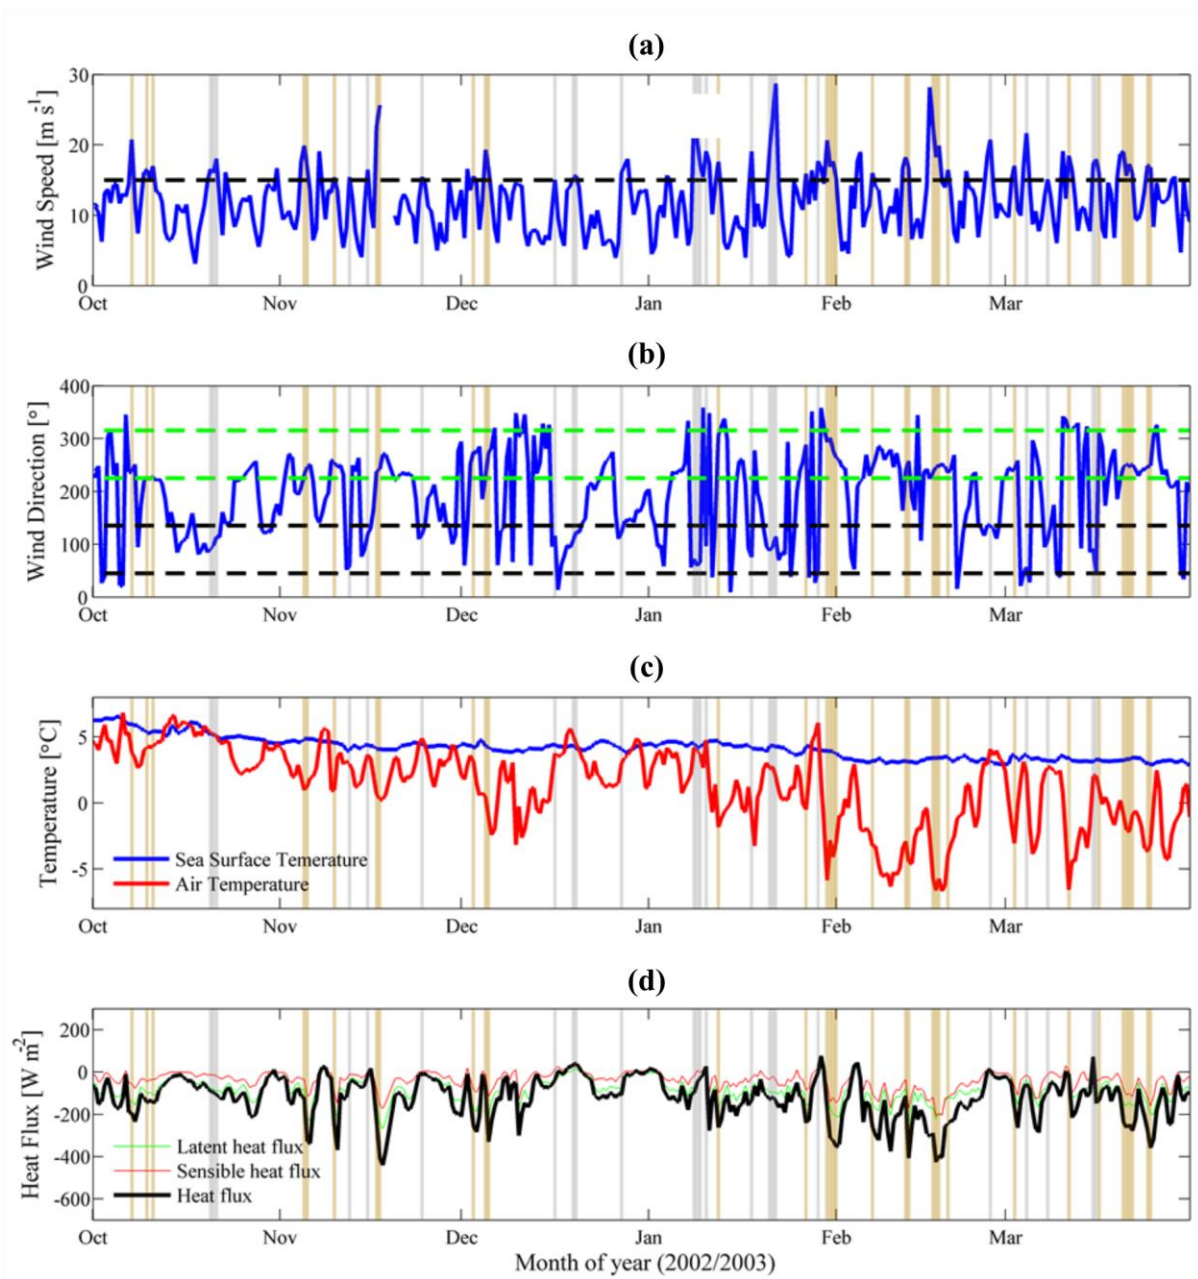 (a)
Wind Speed [m s-1]
30
20
10
0
Oct Nov Dec Jan Feb Mar
(b)
Wind Direction [°]
400
300
200
100
0
Oct Nov Dec Jan Feb Mar
(c)
Temperature [°C]
5
0
-5
Sea Surface Temerature
Air Temperature
Oct Nov Dec Jan Feb Mar
(d)
Heat Flux [W m-2]
200
0
-200
-400
-600
Latent heat flux
Sensible heat flux
Heat flux
Oct Nov Dec Jan Feb Mar
Month of year (2002/2003)